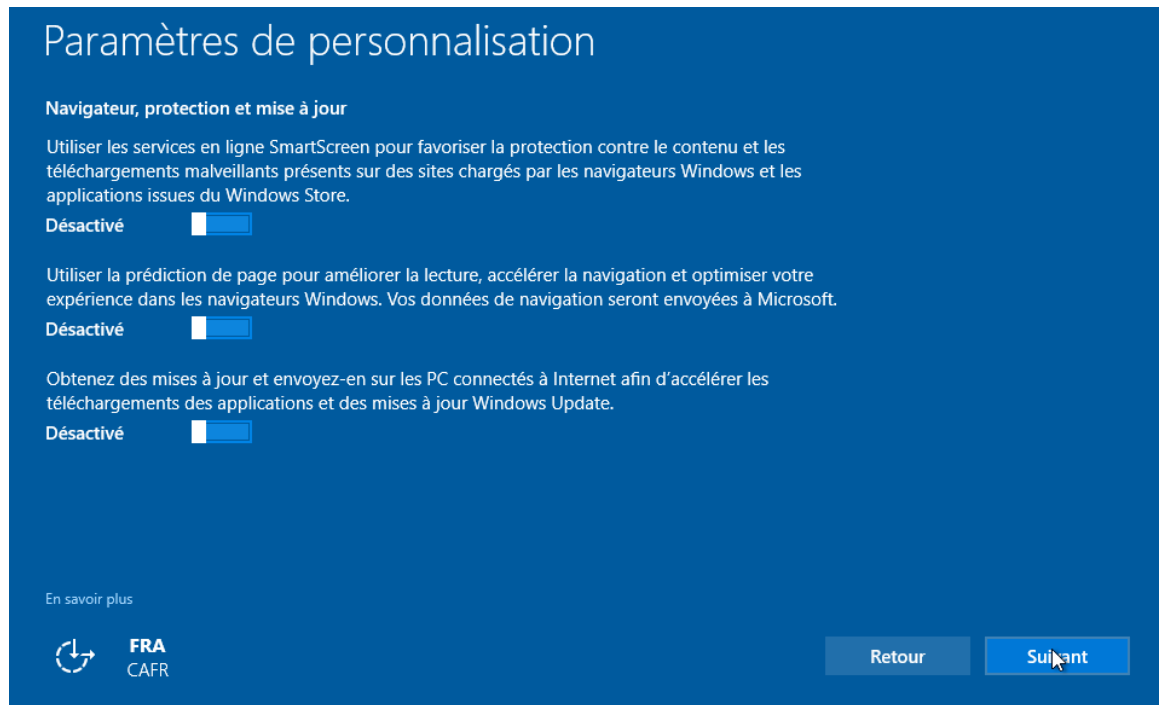 Paramètres de personnalisation
Navigateur, protection et mise à jour
Utiliser les services en ligne SmartScreen pour favoriser la protection contre le contenu et les
téléchargements malveillants présents sur des sites chargés par les navigateurs Windows et les
applications issues du Windows Store.
Désactivé
Utiliser la prédiction de page pour améliorer la lecture, accélérer la navigation et optimiser votre
expérience dans les navigateurs Windows. Vos données de navigation seront envoyées à Microsoft.
Désactivé
Obtenez des mises à jour et envoyez-en sur les PC connectés à Internet afin d’accélérer les
téléchargements des applications et des mises à jour Windows Update.
Désactivé
En savoir plus
FRA
CAFR
Retour
Suivant